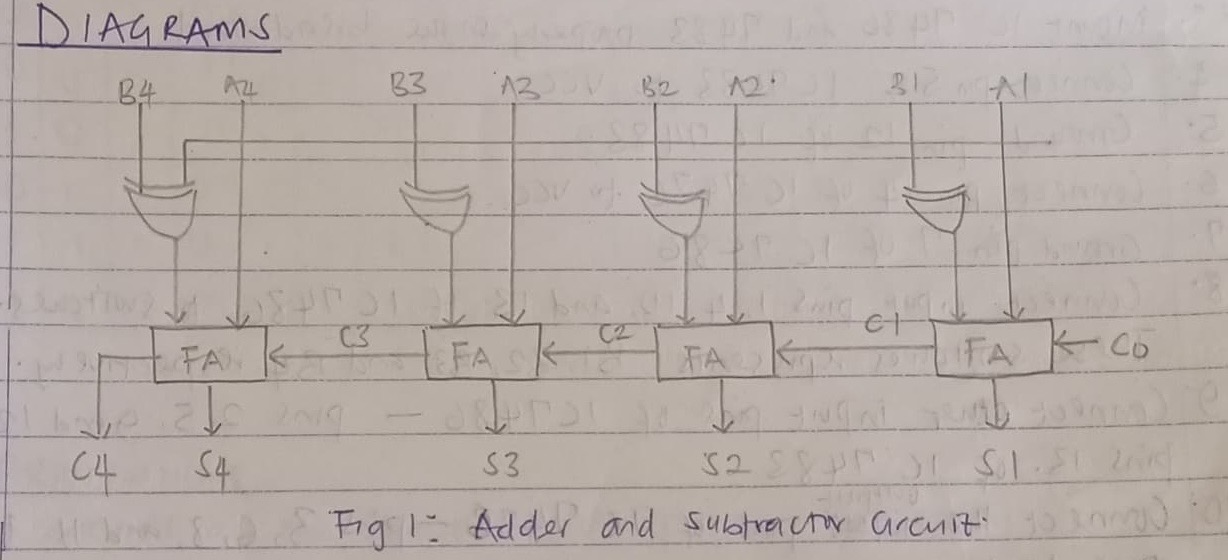 DIAGRAMS
B4 A4 B3 A3 B2 A2 B1 A1
FA C3 FA C2 FA C1 FA C0
C4 S4 S3 S2 S1
Fig 1: Adder and subtractor circuit.